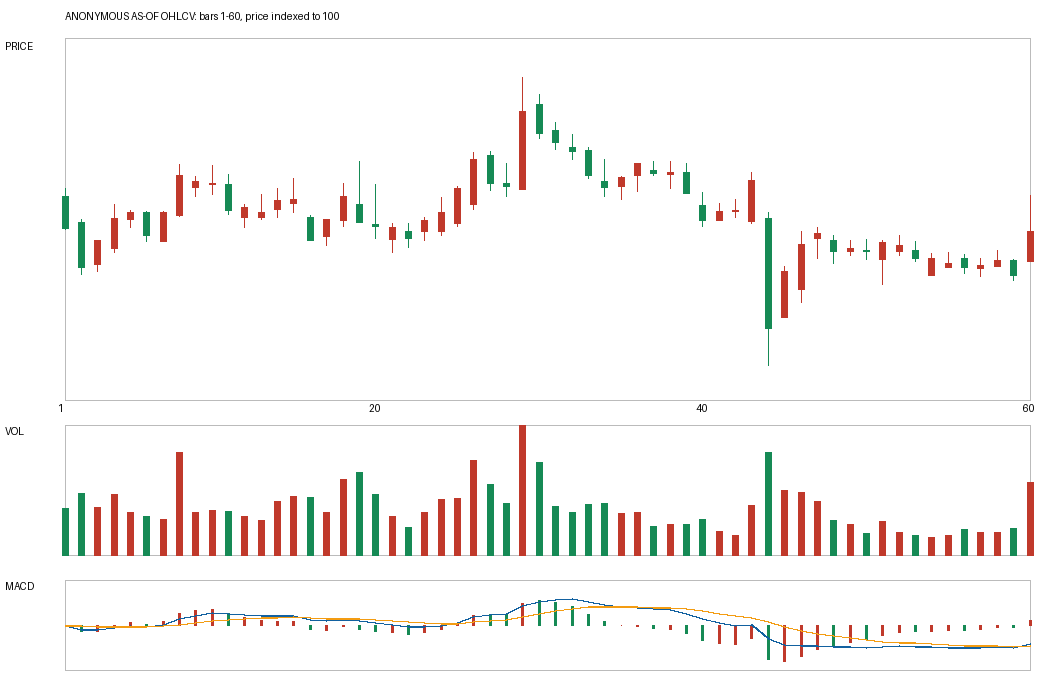 ANONYMOUS AS-OF OHLCV: bars 1-60, price indexed to 100
PRICE
1 20 40 60
VOL
MACD